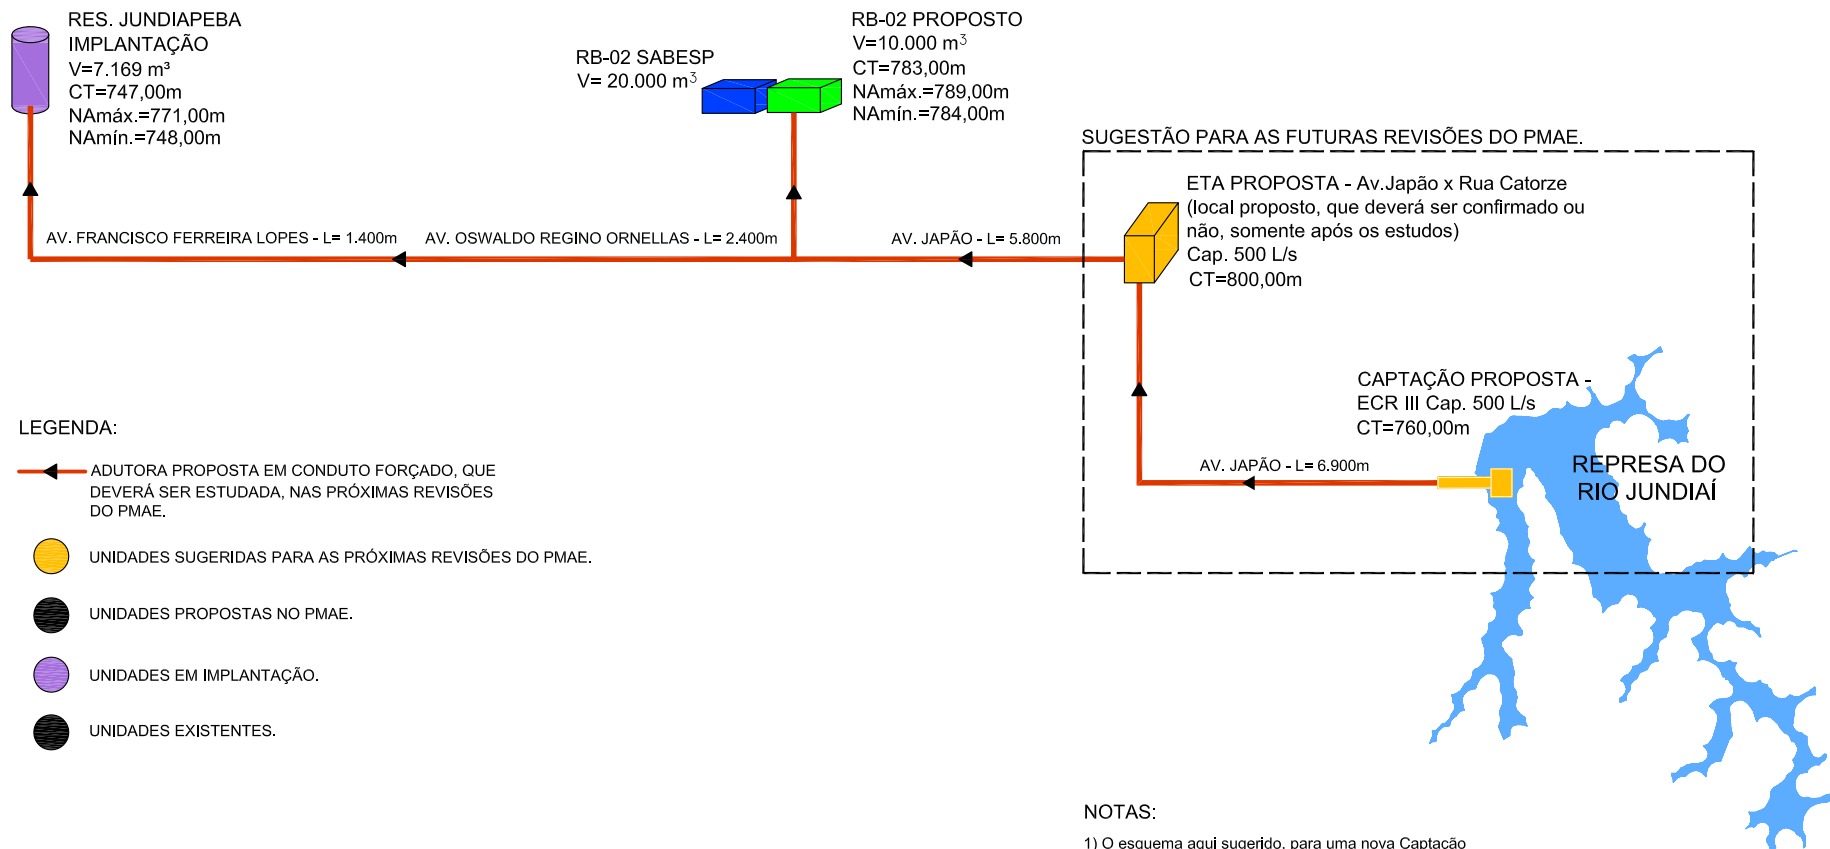 RES. JUNDIAPEBA
IMPLANTAÇÃO
V=7.169 m³
CT=747,00m
NAmáx.=771,00m
NAmín.=748,00m
RB-02 SABESP
V= 20.000 m³
RB-02 PROPOSTO
V=10.000 m³
CT=783,00m
NAmáx.=789,00m
NAmín.=784,00m
SUGESTÃO PARA AS FUTURAS REVISÕES DO PMAE.
ETA PROPOSTA - Av.Japão x Rua Catorze
(local proposto, que deverá ser confirmado ou
não, somente após os estudos)
Cap. 500 L/s
CT=800,00m
AV. FRANCISCO FERREIRA LOPES - L= 1.400m
AV. OSWALDO REGINO ORNELLAS - L= 2.400m
AV. JAPÃO - L= 5.800m
CAPTAÇÃO PROPOSTA -
ECR III Cap. 500 L/s
CT=760,00m
AV. JAPÃO - L= 6.900m
REPRESA DO
RIO JUNDIAÍ
LEGENDA:
ADUTORA PROPOSTA EM CONDUTO FORÇADO, QUE
DEVERÁ SER ESTUDADA, NAS PRÓXIMAS REVISÕES
DO PMAE.
UNIDADES SUGERIDAS PARA AS PRÓXIMAS REVISÕES DO PMAE.
UNIDADES PROPOSTAS NO PMAE.
UNIDADES EM IMPLANTAÇÃO.
UNIDADES EXISTENTES.
NOTAS:
1) O esquema aqui sugerido, para uma nova Captação